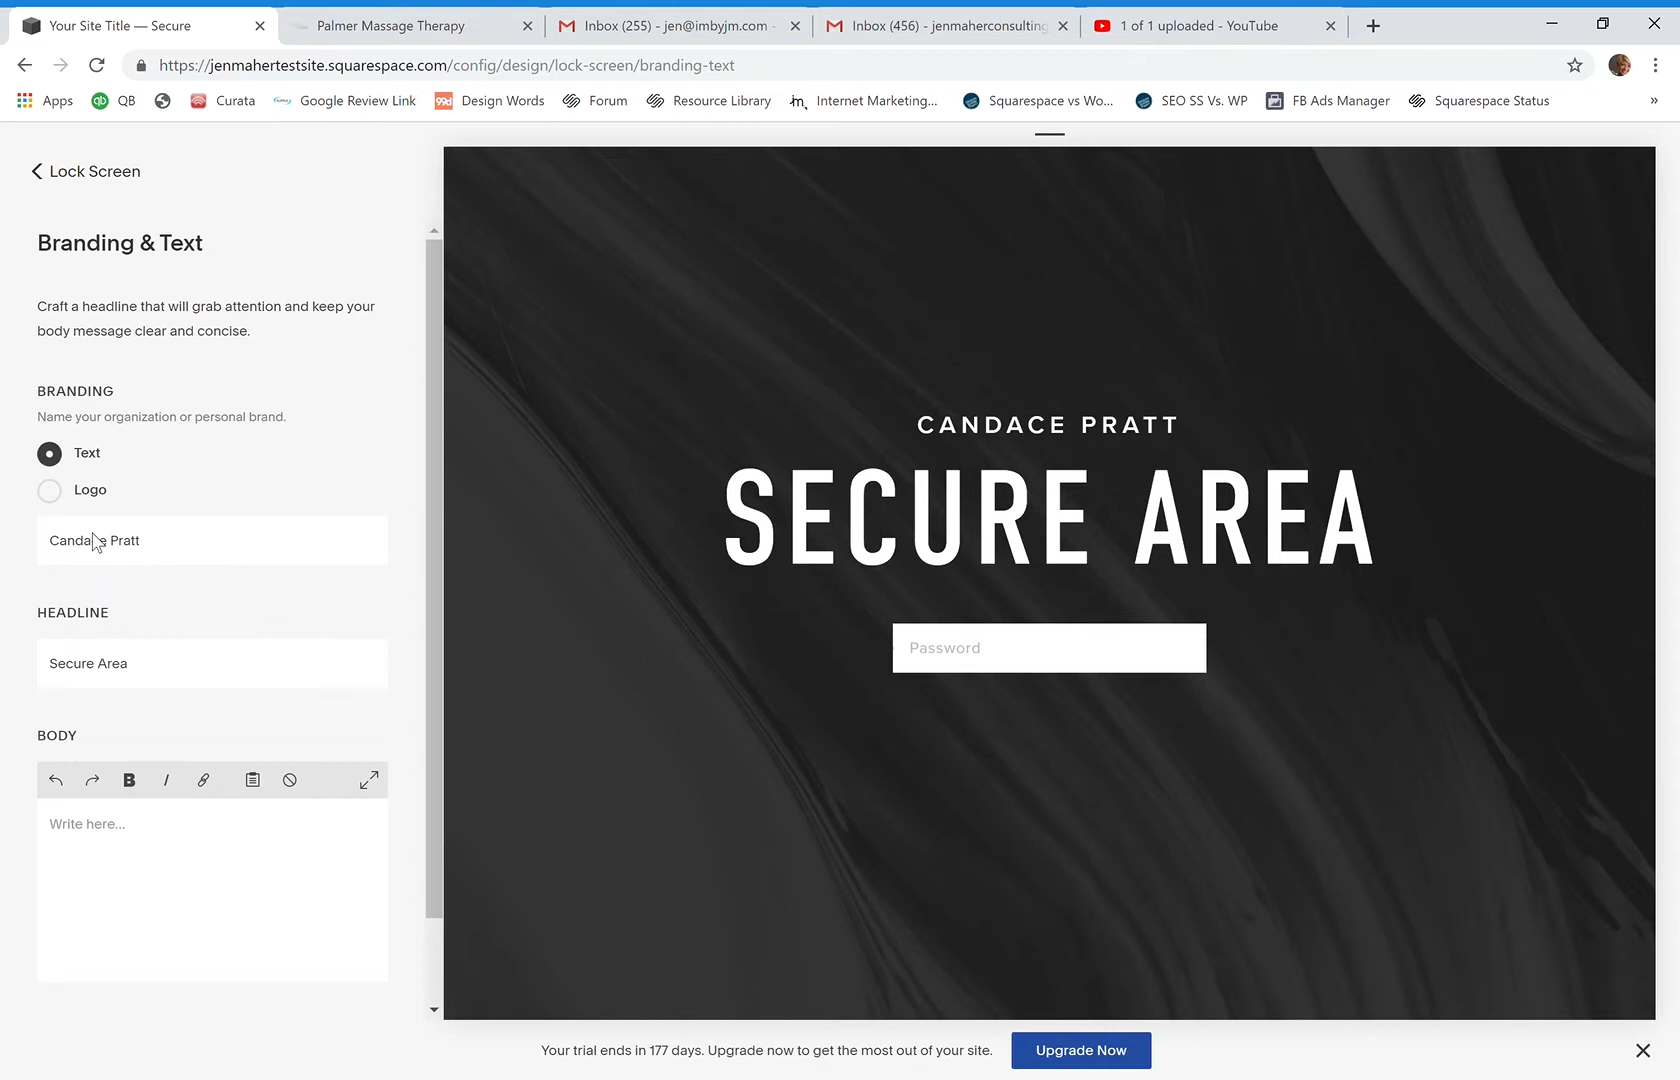 Your Site Title — Secure
Palmer Massage Therapy
Inbox (255) - jen@imbyjm.com -
Inbox (456) - jenmaherconsulting
1 of 1 uploaded - YouTube
https://jenmahertestsite.squarespace.com/config/design/lock-screen/branding-text
Apps
QB
Curata
Google Review Link
99d
Design Words
Forum
Resource Library
Internet Marketing...
Squarespace vs Wo...
SEO SS Vs. WP
FB Ads Manager
Squarespace Status
»
Lock Screen
Branding & Text
Craft a headline that will grab attention and keep your
body message clear and concise.
BRANDING
Name your organization or personal brand.
Text
Logo
Candace Pratt
HEADLINE
Secure Area
BODY
B I
Write here...
CANDACE PRATT
SECURE AREA
Password
Your trial ends in 177 days. Upgrade now to get the most out of your site.
Upgrade Now